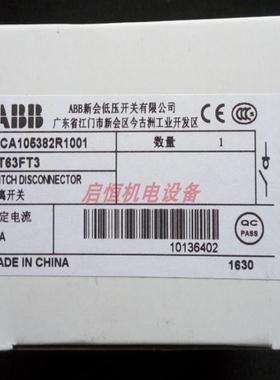 ABB
ABB新会低压开关有限公司
广东省江门市新会区今古洲工业开发区
CA105382R1001
数量
1
T63FT3
ITCH DISCONNECTOR
离开关
启恒机电设备
定电流
A
10136402
QC
PASS
MADE IN CHINA
1630